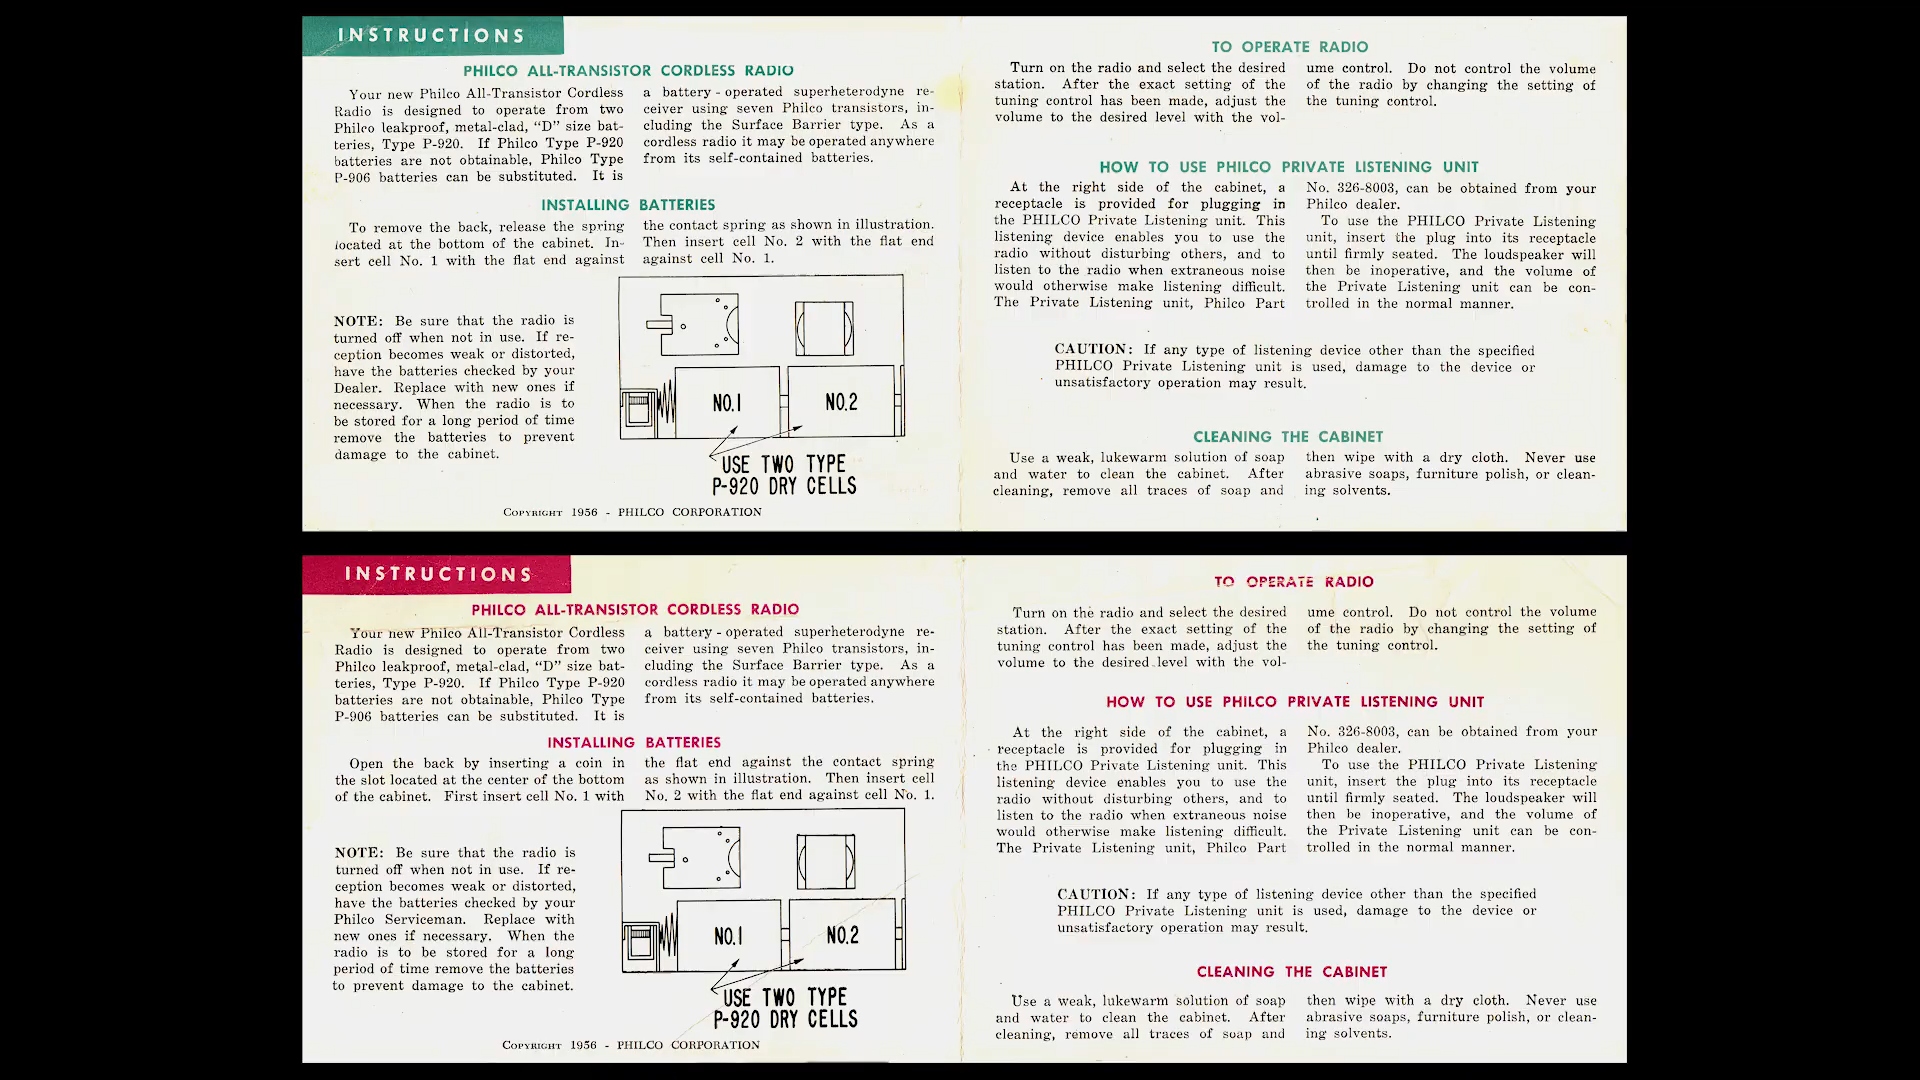 INSTRUCTIONS
PHILCO ALL-TRANSISTOR CORDLESS RADIO
Your new Philco All-Transistor Cordless
Radio is designed to operate from two
Philco leakproof, metal-clad, “D” size bat-
teries, Type P-920. If Philco Type P-920
batteries are not obtainable, Philco Type
P-906 batteries can be substituted. It is
a battery - operated superheterodyne re-
ceiver using seven Philco transistors, in-
cluding the Surface Barrier type. As a
cordless radio it may be operated anywhere
from its self-contained batteries.
INSTALLING BATTERIES
To remove the back, release the spring
located at the bottom of the cabinet. In-
sert cell No. 1 with the flat end against
the contact spring as shown in illustration.
Then insert cell No. 2 with the flat end
against cell No. 1.
NOTE: Be sure that the radio is
turned off when not in use. If re-
ception becomes weak or distorted,
have the batteries checked by your
Dealer. Replace with new ones if
necessary. When the radio is to
be stored for a long period of time
remove the batteries to prevent
damage to the cabinet.
NO.1
NO.2
USE TWO TYPE
P-920 DRY CELLS
COPYRIGHT 1956 - PHILCO CORPORATION
TO OPERATE RADIO
Turn on the radio and select the desired
station. After the exact setting of the
tuning control has been made, adjust the
volume to the desired level with the vol-
ume control. Do not control the volume
of the radio by changing the setting of
the tuning control.
HOW TO USE PHILCO PRIVATE LISTENING UNIT
At the right side of the cabinet, a
receptacle is provided for plugging in
the PHILCO Private Listening unit. This
listening device enables you to use the
radio without disturbing others, and to
listen to the radio when extraneous noise
would otherwise make listening difficult.
The Private Listening unit, Philco Part
No. 326-8003, can be obtained from your
Philco dealer.
To use the PHILCO Private Listening
unit, insert the plug into its receptacle
until firmly seated. The loudspeaker will
then be inoperative, and the volume of
the Private Listening unit can be con-
trolled in the normal manner.
CAUTION: If any type of listening device other than the specified
PHILCO Private Listening unit is used, damage to the device or
unsatisfactory operation may result.
CLEANING THE CABINET
Use a weak, lukewarm solution of soap
and water to clean the cabinet. After
cleaning, remove all traces of soap and
then wipe with a dry cloth. Never use
abrasive soaps, furniture polish, or clean-
ing solvents.
INSTRUCTIONS
PHILCO ALL-TRANSISTOR CORDLESS RADIO
Your new Philco All-Transistor Cordless
Radio is designed to operate from two
Philco leakproof, metal-clad, “D” size bat-
teries, Type P-920. If Philco Type P-920
batteries are not obtainable, Philco Type
P-906 batteries can be substituted. It is
a battery - operated superheterodyne re-
ceiver using seven Philco transistors, in-
cluding the Surface Barrier type. As a
cordless radio it may be operated anywhere
from its self-contained batteries.
INSTALLING BATTERIES
Open the back by inserting a coin in
the slot located at the center of the bottom
of the cabinet. First insert cell No. 1 with
the flat end against the contact spring
as shown in illustration. Then insert cell
No. 2 with the flat end against cell No. 1.
NOTE: Be sure that the radio is
turned off when not in use. If re-
ception becomes weak or distorted,
have the batteries checked by your
Philco Serviceman. Replace with
new ones if necessary. When the
radio is to be stored for a long
period of time remove the batteries
to prevent damage to the cabinet.
NO.1
NO.2
USE TWO TYPE
P-920 DRY CELLS
COPYRIGHT 1956 - PHILCO CORPORATION
TO OPERATE RADIO
Turn on the radio and select the desired
station. After the exact setting of the
tuning control has been made, adjust the
volume to the desired level with the vol-
ume control. Do not control the volume
of the radio by changing the setting of
the tuning control.
HOW TO USE PHILCO PRIVATE LISTENING UNIT
At the right side of the cabinet, a
receptacle is provided for plugging in
the PHILCO Private Listening unit. This
listening device enables you to use the
radio without disturbing others, and to
listen to the radio when extraneous noise
would otherwise make listening difficult.
The Private Listening unit, Philco Part
No. 326-8003, can be obtained from your
Philco dealer.
To use the PHILCO Private Listening
unit, insert the plug into its receptacle
until firmly seated. The loudspeaker will
then be inoperative, and the volume of
the Private Listening unit can be con-
trolled in the normal manner.
CAUTION: If any type of listening device other than the specified
PHILCO Private Listening unit is used, damage to the device or
unsatisfactory operation may result.
CLEANING THE CABINET
Use a weak, lukewarm solution of soap
and water to clean the cabinet. After
cleaning, remove all traces of soap and
then wipe with a dry cloth. Never use
abrasive soaps, furniture polish, or clean-
ing solvents.